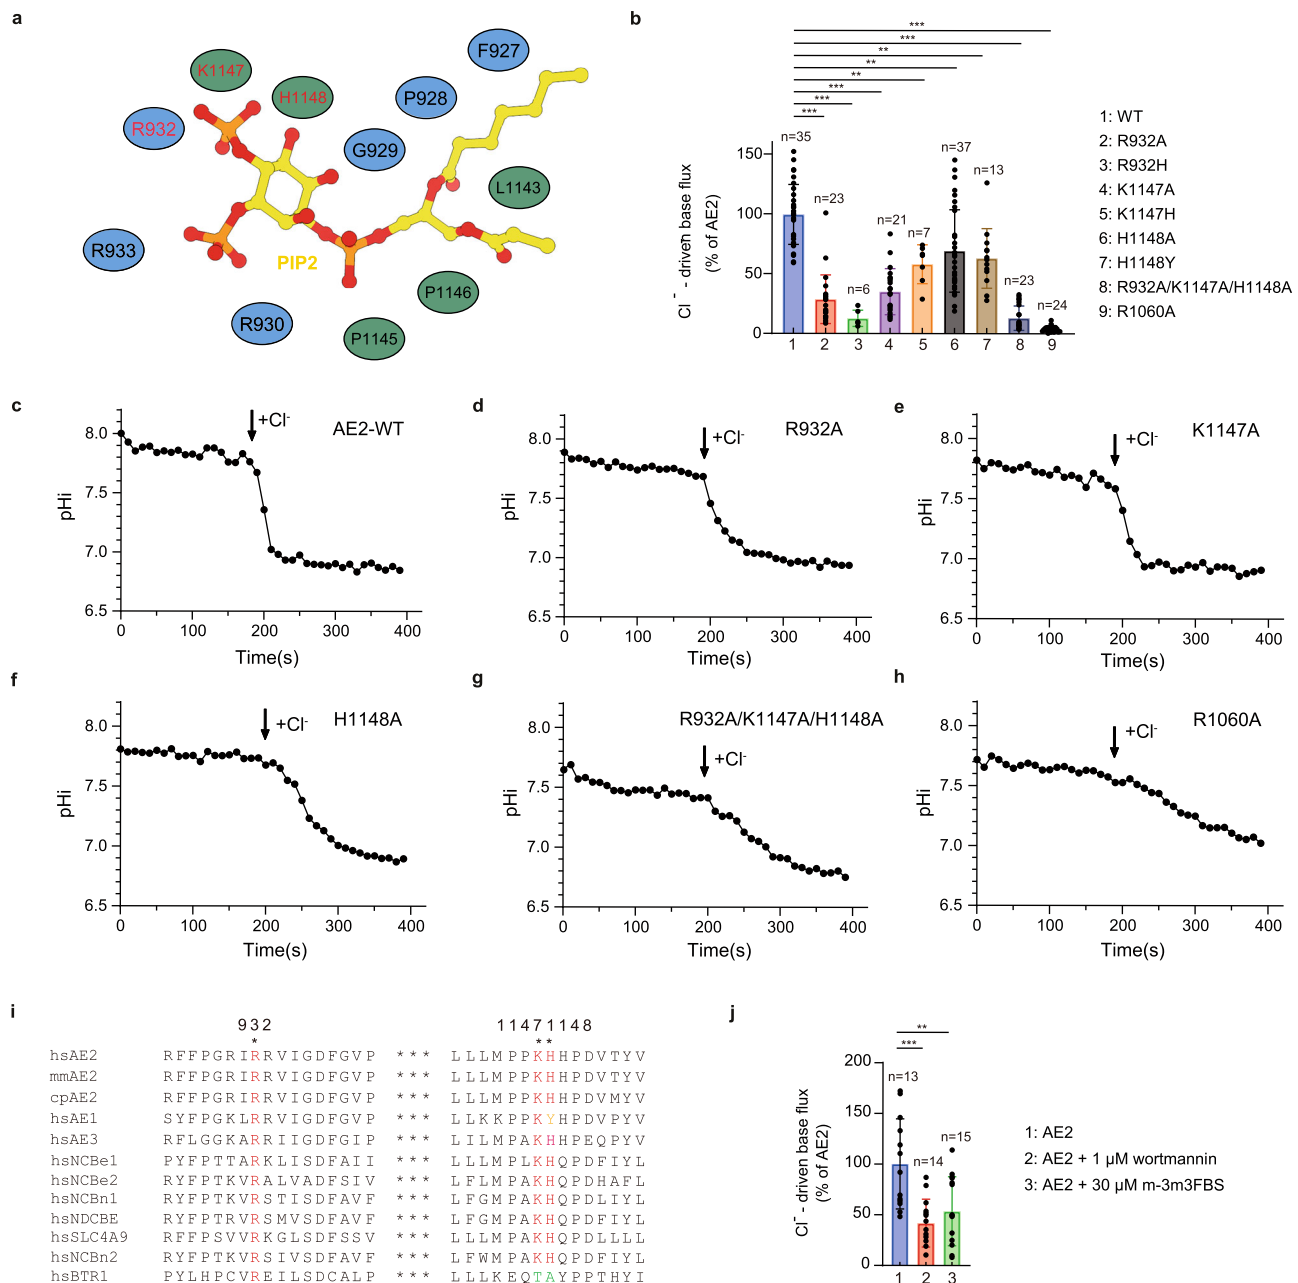 a
K1147
H1148
R932
F927
P928
G929
L1143
R933
PIP2
P1146
R930
P1145
b
***
***
**
**
**
***
***
***
Cl⁻ - driven base flux
(% of AE2)
150
100
50
0
n=35
n=23
n=6
n=21
n=7
n=37
n=13
n=23
n=24
1 2 3 4 5 6 7 8 9
1: WT
2: R932A
3: R932H
4: K1147A
5: K1147H
6: H1148A
7: H1148Y
8: R932A/K1147A/H1148A
9: R1060A
c
+Cl⁻
AE2-WT
pHi
8.0
7.5
7.0
6.5
0 100 200 300 400
Time(s)
d
+Cl⁻
R932A
pHi
8.0
7.5
7.0
6.5
0 100 200 300 400
Time(s)
e
+Cl⁻
K1147A
pHi
8.0
7.5
7.0
6.5
0 100 200 300 400
Time(s)
f
+Cl⁻
H1148A
pHi
8.0
7.5
7.0
6.5
0 100 200 300 400
Time(s)
g
R932A/K1147A/H1148A
+Cl⁻
pHi
8.0
7.5
7.0
6.5
0 100 200 300 400
Time(s)
h
+Cl⁻
R1060A
pHi
8.0
7.5
7.0
6.5
0 100 200 300 400
Time(s)
i
932 11471148
* **
hsAE2 RFFPGRIRRVIGDFGVP *** LLLMPPKHHPDVTYV
mmAE2 RFFPGRIRRVIGDFGVP *** LLLMPPKHHPDVTYV
cpAE2 RFFPGRIRRVIGDFGVP *** LLLMPPKHHPDVMYV
hsAE1 SYFPGKLRRVIGDFGVP *** LLKKPPKYHPDVPYV
hsAE3 RFLGGKARRIIGDFGIP *** LILMPAKHHPEQPYV
hsNCBe1 PYFPTTARKLISDFAII *** LLLMPLKHQPDFIYL
hsNCBe2 PYFPTKVRALVADFSIV *** LFLMPAKHQPDHAFL
hsNCBn1 RYFPTKVRSTISDFAVF *** LFGMPAKHQPDLIYL
hsNDCBE RYFPTRVRSMVSDFAVF *** LFGMPAKHQPDFIYL
hsSLC4A9 RFFPSVVRKGLSDFSSV *** LLLMPAKHQPDLLLL
hsNCBn2 RYFPTKVRSIVSDFAVF *** LFWMPAKHQPDFIYL
hsBTR1 PYLHPCVREILSDCALP *** LLLKEQTAYPPTHYI
j
**
***
Cl⁻ - driven base flux
(% of AE2)
200
150
100
50
0
n=13
n=14
n=15
1 2 3
1: AE2
2: AE2 + 1 µM wortmannin
3: AE2 + 30 µM m-3m3FBS